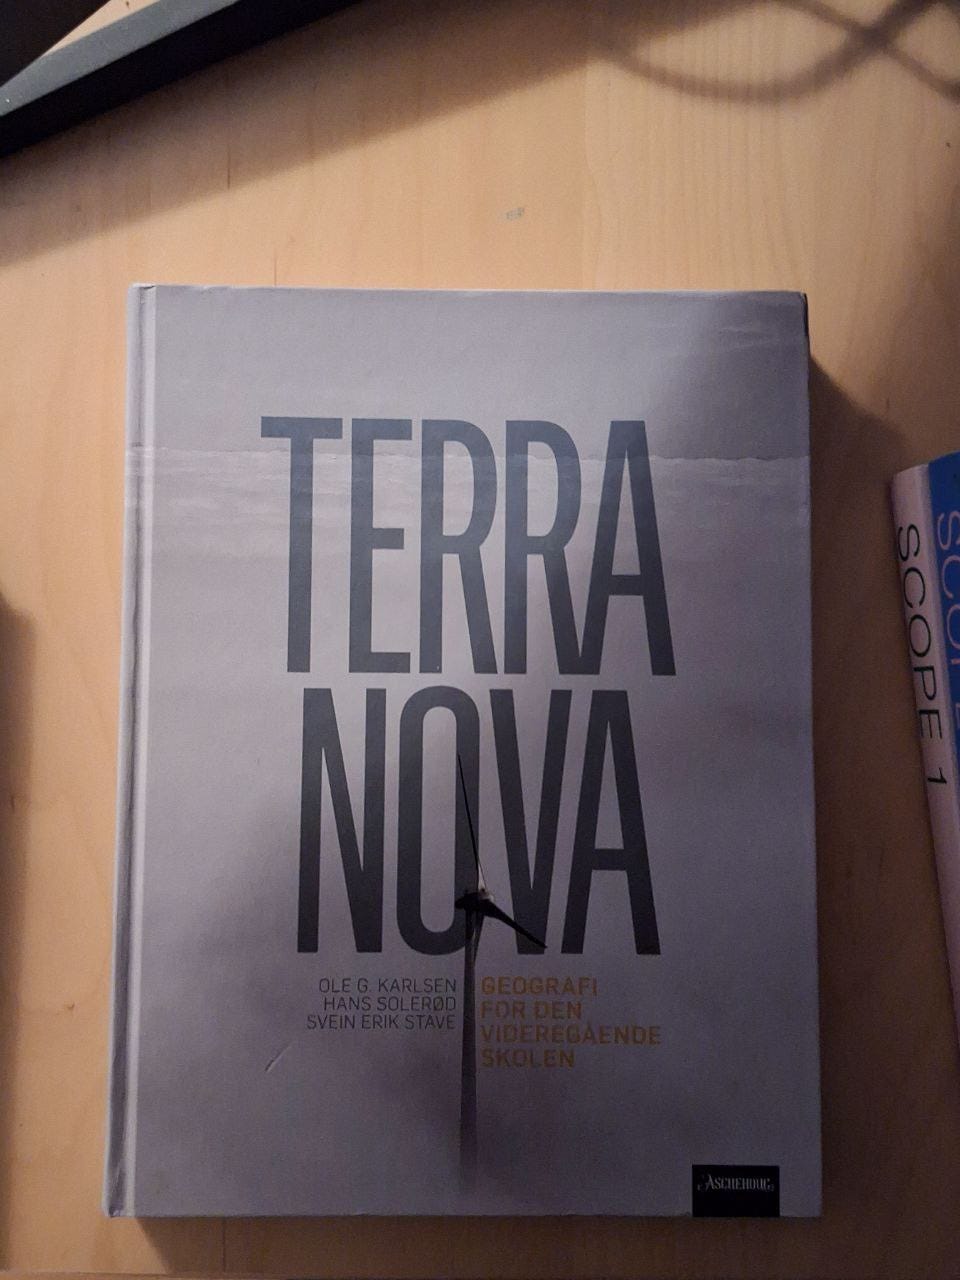 TERRA
NOVA
OLE G. KARLSEN
HANS SOLERØD
SVEIN ERIK STAVE
GEOGRAFI
FOR DEN
VIDEREGÅENDE
SKOLEN
ASCHEHOUG
SCOPE 1